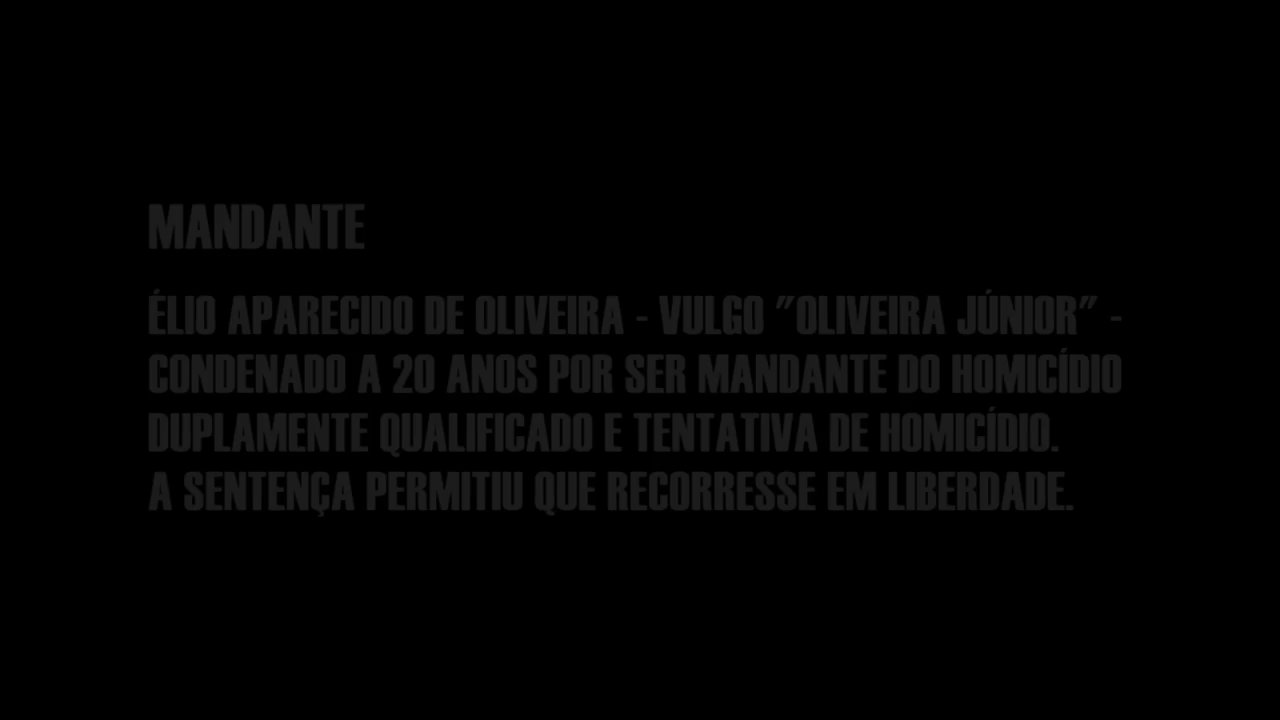 MANDANTE
ÉLIO APARECIDO DE OLIVEIRA - VULGO "OLIVEIRA JÚNIOR" -
CONDENADO A 20 ANOS POR SER MANDANTE DO HOMICÍDIO
DUPLAMENTE QUALIFICADO E TENTATIVA DE HOMICÍDIO.
A SENTENÇA PERMITIU QUE RECORRESSE EM LIBERDADE.